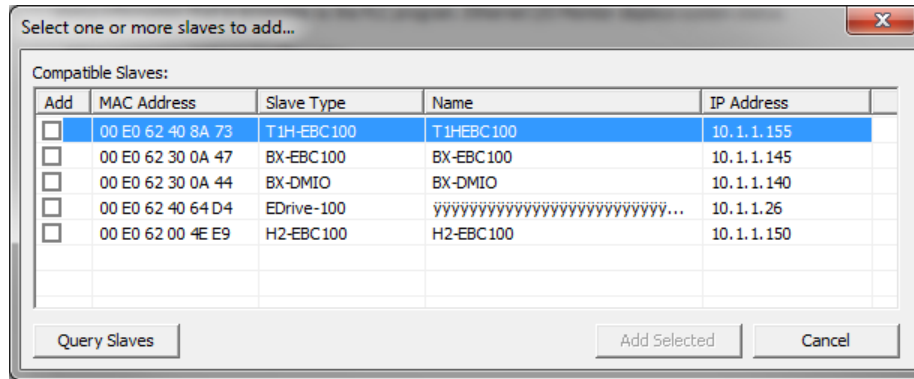 Select one or more slaves to add...
Compatible Slaves:
Add MAC Address Slave Type Name IP Address
00 E0 62 40 8A 73 T1H-EBC100 T1HEBC100 10.1.1.155
00 E0 62 30 0A 47 BX-EBC100 BX-EBC100 10.1.1.145
00 E0 62 30 0A 44 BX-DMIO BX-DMIO 10.1.1.140
00 E0 62 40 64 D4 EDrive-100 ÿÿÿÿÿÿÿÿÿÿÿÿÿÿÿÿÿÿÿÿÿÿÿÿÿÿ... 10.1.1.26
00 E0 62 00 4E E9 H2-EBC100 H2-EBC100 10.1.1.150
Query Slaves Add Selected Cancel